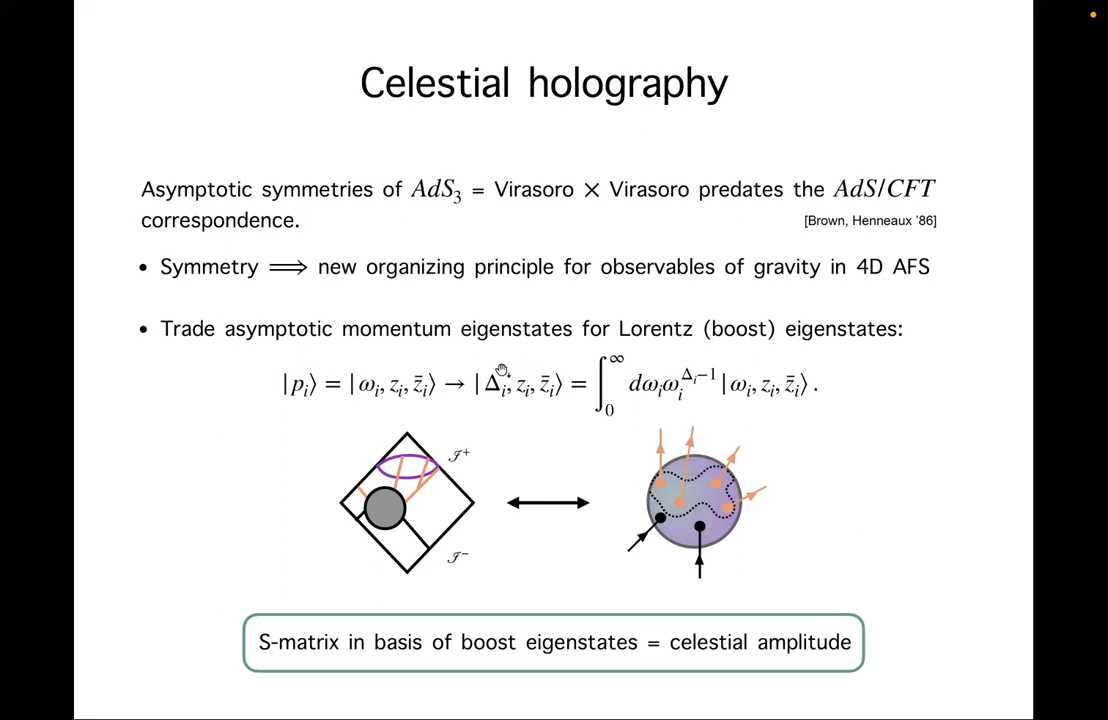 Celestial holography
Asymptotic symmetries of AdS₃ = Virasoro × Virasoro predates the AdS/CFT
correspondence.
[Brown, Henneaux '86]
• Symmetry ⟹ new organizing principle for observables of gravity in 4D AFS
• Trade asymptotic momentum eigenstates for Lorentz (boost) eigenstates:
|pᵢ⟩ = |ωᵢ, zᵢ, z̄ᵢ⟩ → |Δᵢ, zᵢ, z̄ᵢ⟩ = ∫₀^∞ dωᵢωᵢ^{Δᵢ−1} |ωᵢ, zᵢ, z̄ᵢ⟩ .
ℐ⁺
ℐ⁻
S-matrix in basis of boost eigenstates = celestial amplitude